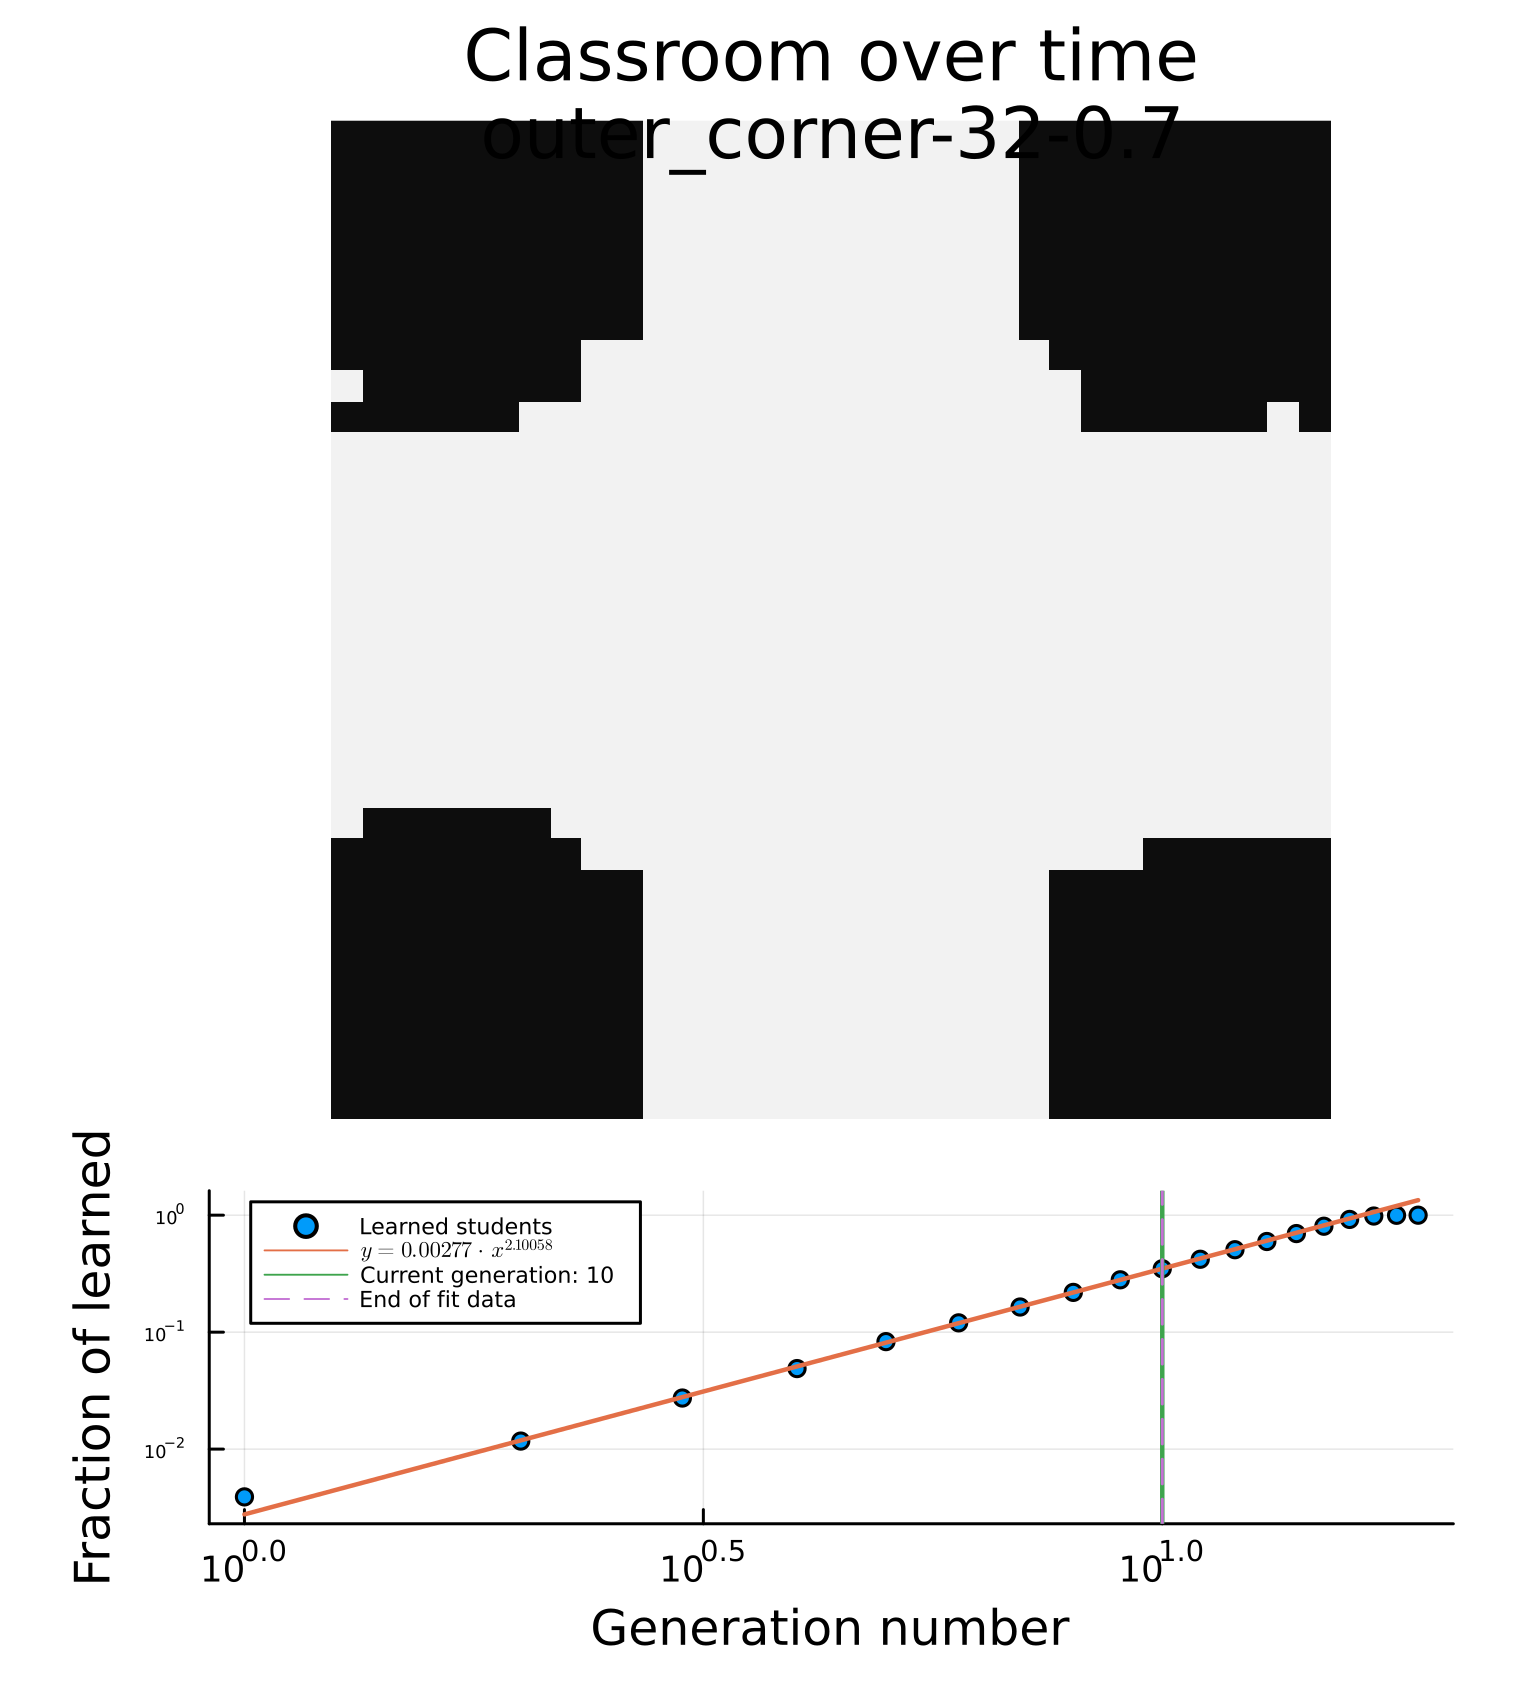 Classroom over time
outer_corner-32-0.7
Fraction of learned
10^0
10^-1
10^-2
Learned students
y = 0.00277 · x^2.10058
Current generation: 10
End of fit data
10^0.0
10^0.5
10^1.0
Generation number